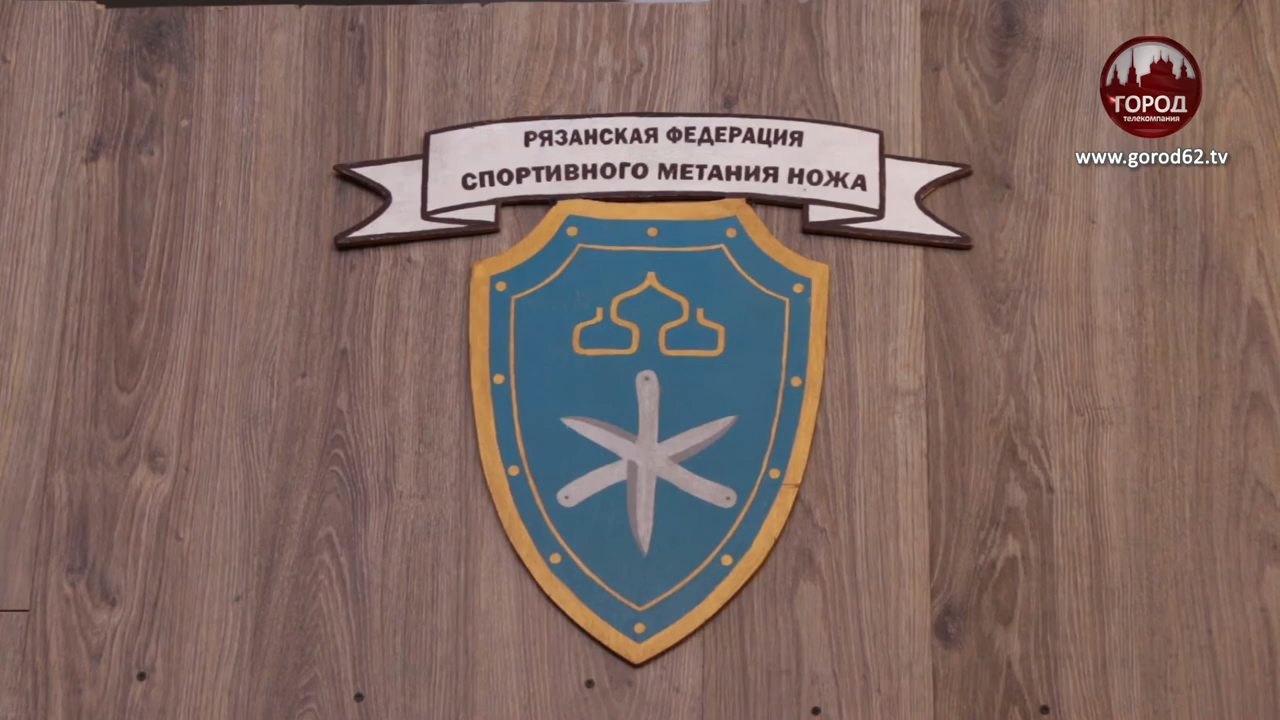 ГОРОД
телекомпания
www.gorod62.tv
РЯЗАНСКАЯ ФЕДЕРАЦИЯ
СПОРТИВНОГО МЕТАНИЯ НОЖА